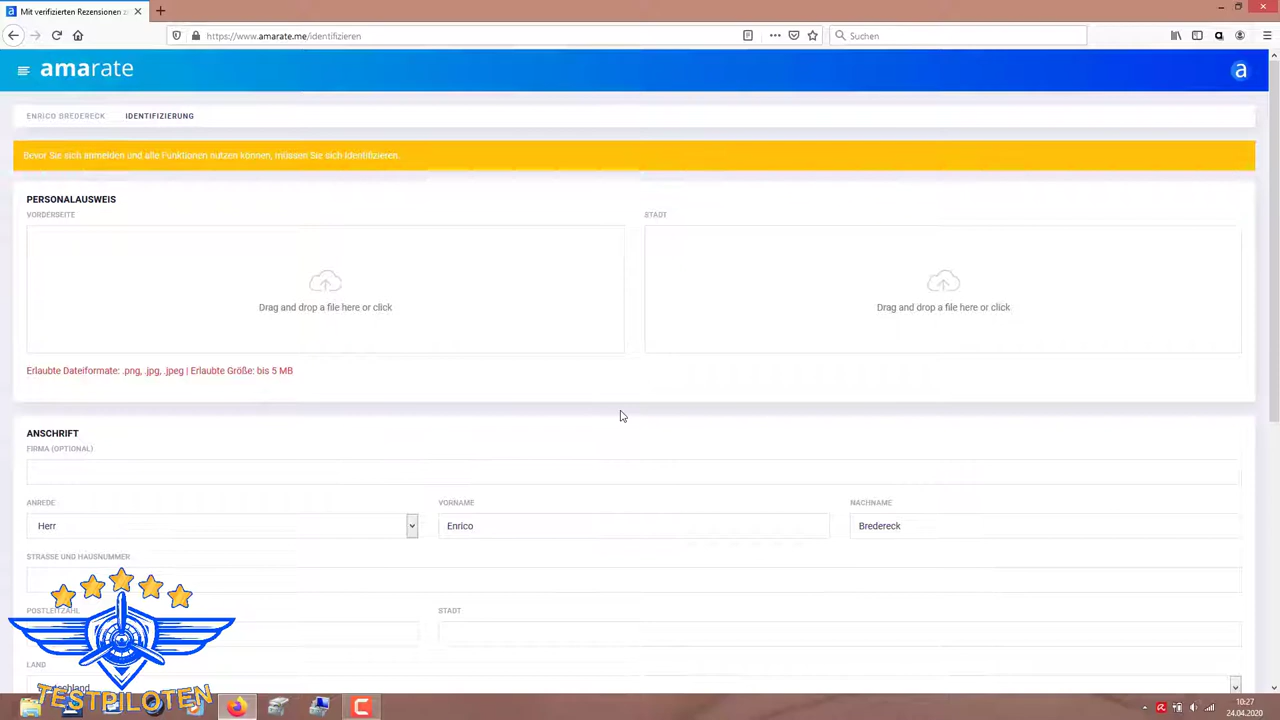 Mit verifizierten Rezensionen z
https://www.amarate.me/identifizieren
Suchen
amarate
a
ENRICO BREDERECK
IDENTIFIZIERUNG
Bevor Sie sich anmelden und alle Funktionen nutzen können, müssen Sie sich identifizieren.
PERSONALAUSWEIS
VORDERSEITE
STADT
Drag and drop a file here or click
Drag and drop a file here or click
Erlaubte Dateiformate: .png, .jpg, .jpeg | Erlaubte Größe: bis 5 MB
ANSCHRIFT
FIRMA (OPTIONAL)
ANREDE
VORNAME
NACHNAME
Herr
Enrico
Bredereck
STRASSE UND HAUSNUMMER
POSTLEITZAHL
STADT
LAND
Deutschland
TESTPILOTEN
10:27
24.04.2020